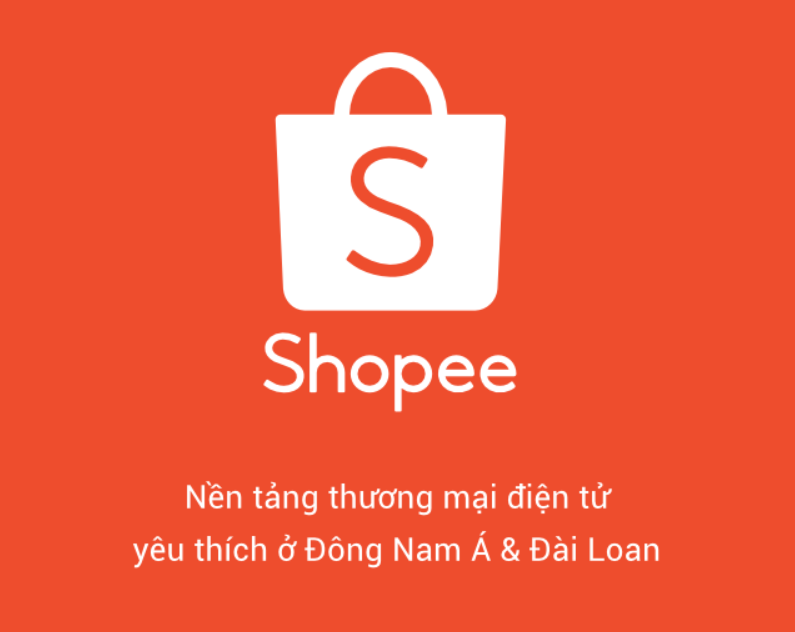 S
Shopee
Nền tảng thương mại điện tử
yêu thích ở Đông Nam Á & Đài Loan